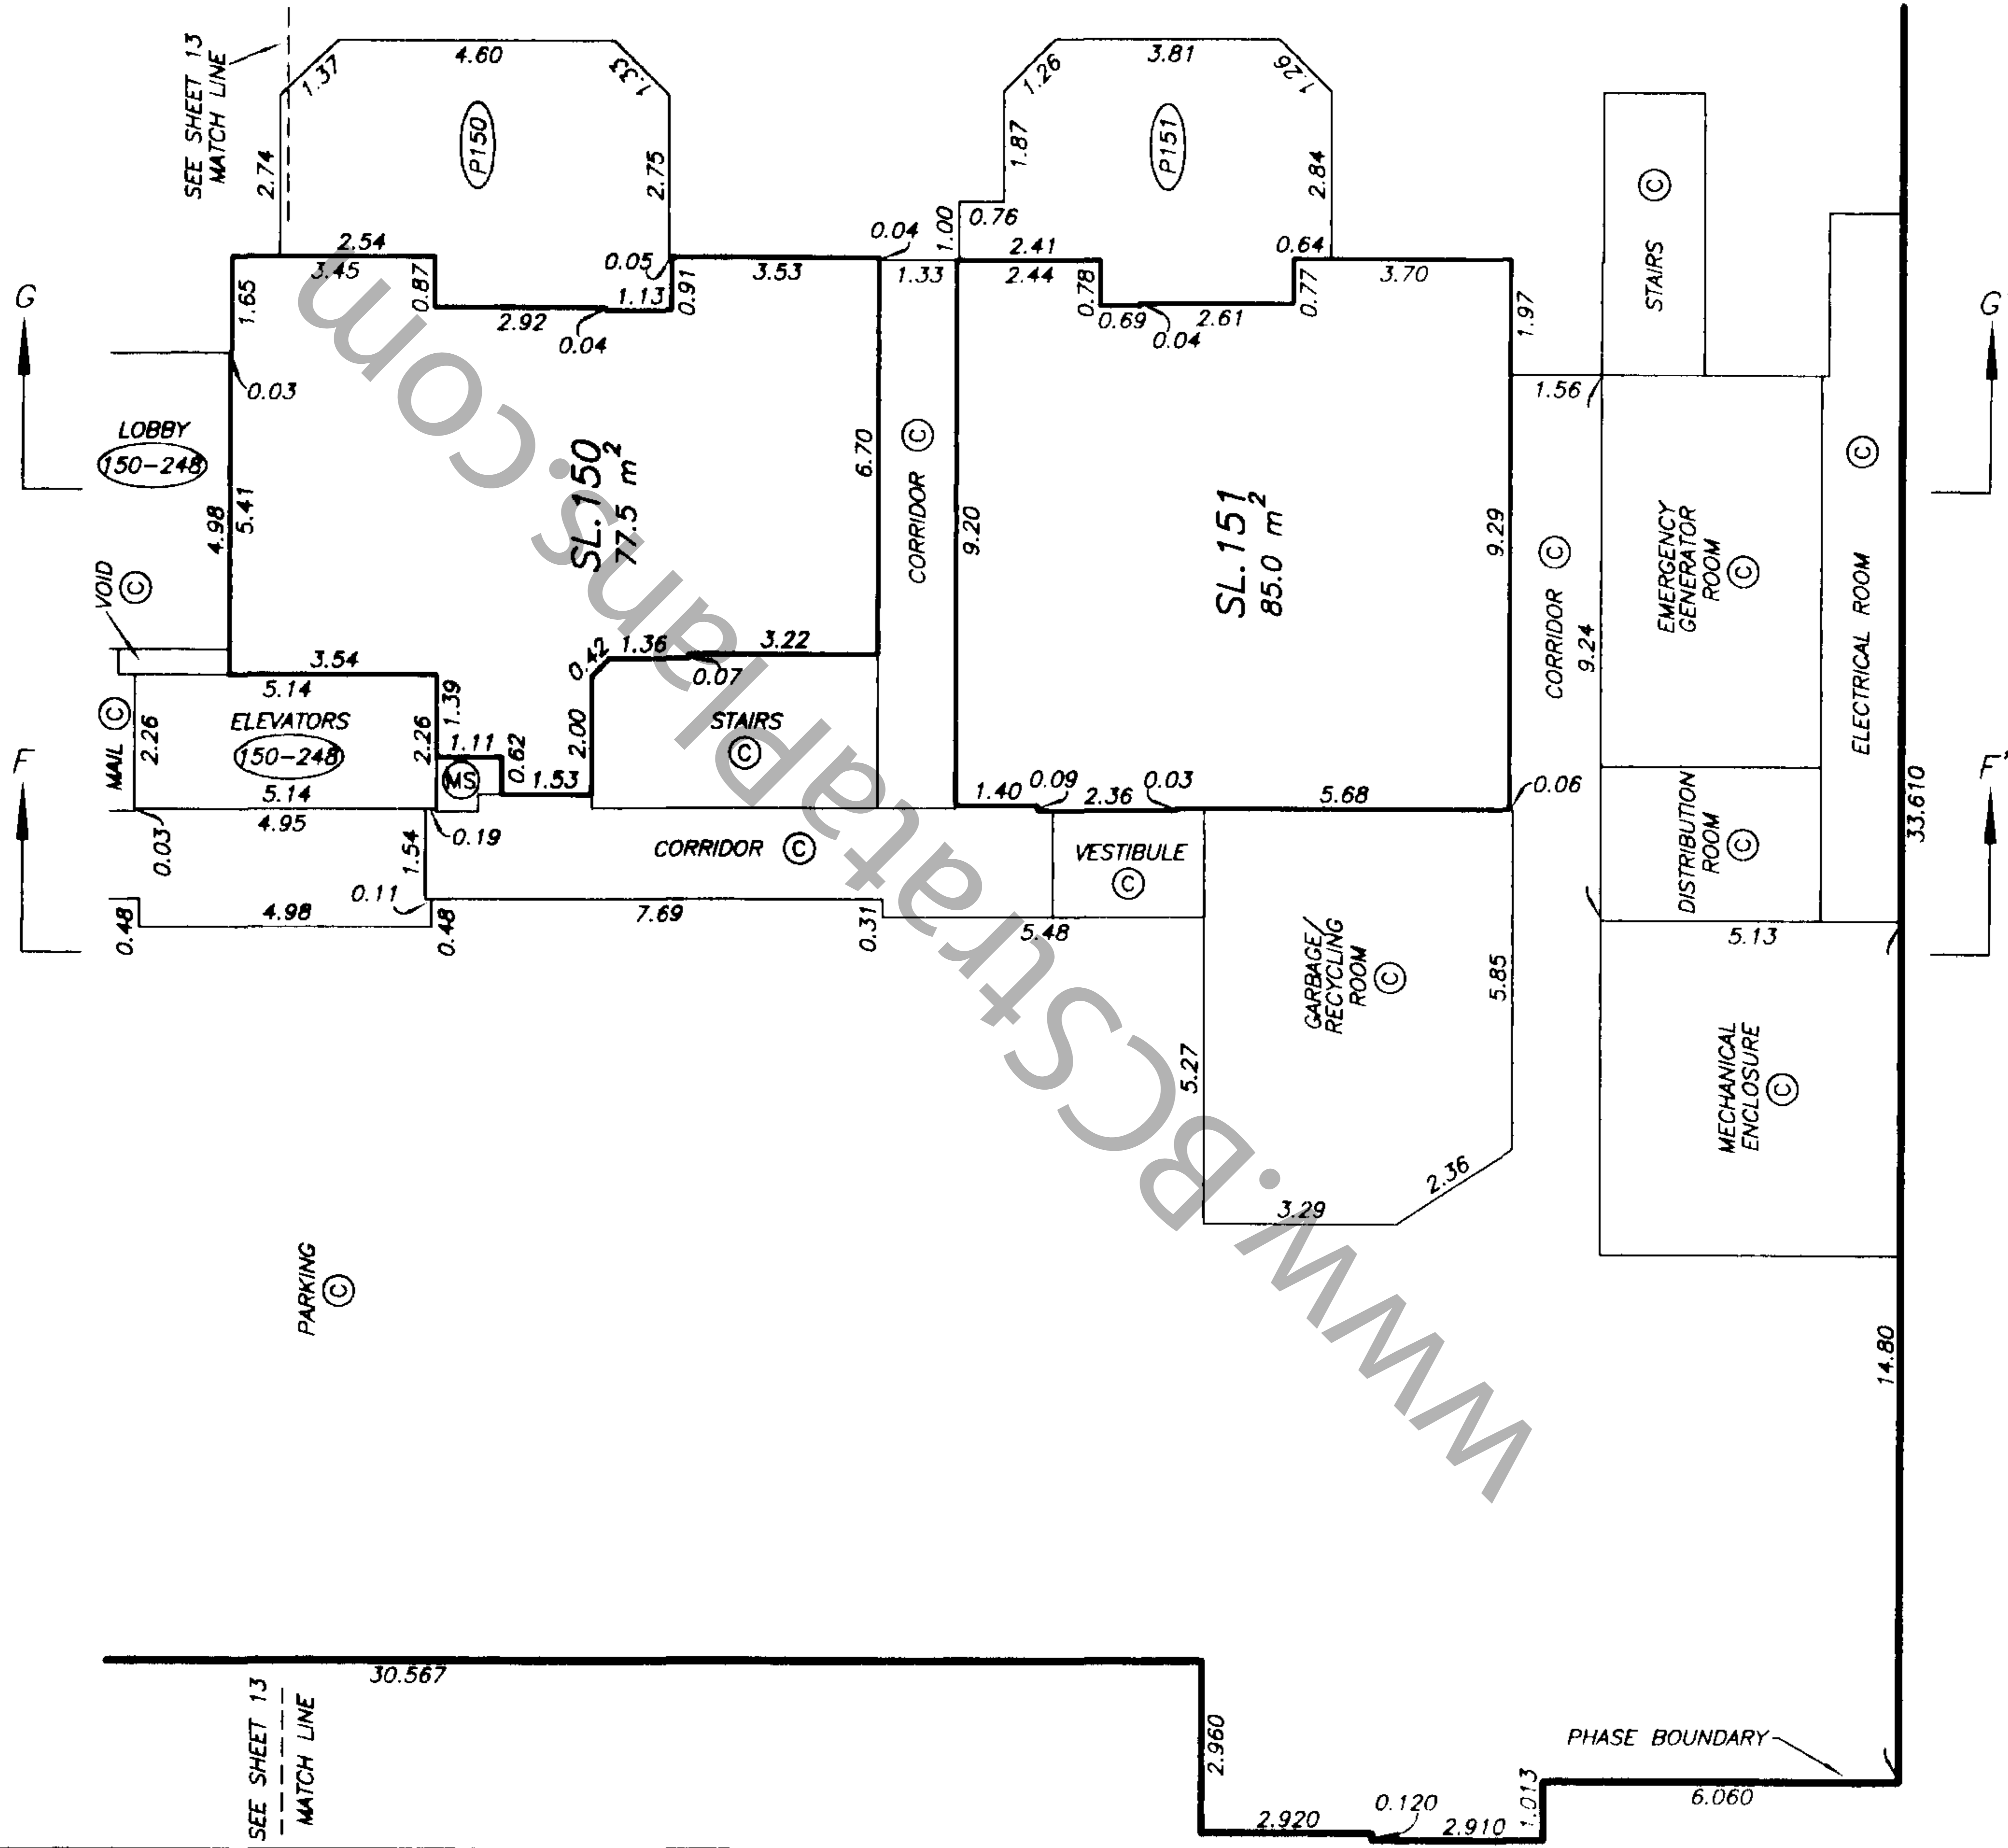 SEE SHEET 13
MATCH LINE
1.37
4.60
1.33
2.74
P150
2.75
1.26
3.81
1.26
1.87
P151
2.84
0.76
1.00
0.04
2.54
3.45
0.87
0.05
1.13
0.91
3.53
1.33
2.41
2.44
0.78
0.64
0.77
3.70
1.97
1.65
2.92
0.04
0.69
0.04
2.61
STAIRS
C
G
G'
0.03
LOBBY
150-248
4.98
5.41
VOID
C
SL.150
77.5 m2
6.70
CORRIDOR C
9.20
SL.151
85.0 m2
9.29
1.56
CORRIDOR C
9.24
EMERGENCY
GENERATOR
ROOM
C
ELECTRICAL ROOM
C
3.54
5.14
0.42
1.36
3.22
0.07
MAIL C
2.26
ELEVATORS
150-248
2.26
1.39
1.11
0.62
MS
1.53
2.00
STAIRS
C
5.14
4.95
0.03
0.19
1.54
0.11
1.40
0.09
2.36
0.03
5.68
0.06
F
F'
33.610
CORRIDOR C
VESTIBULE
C
DISTRIBUTION
ROOM
C
0.48
4.98
0.48
7.69
0.31
5.48
5.13
GARBAGE/
RECYCLING
ROOM
C
5.85
5.27
3.29
2.36
MECHANICAL
ENCLOSURE
C
PARKING
C
14.80
30.567
SEE SHEET 13
MATCH LINE
2.960
2.920
0.120
2.910
1.013
PHASE BOUNDARY
6.060
www.BCStrataPlans.com